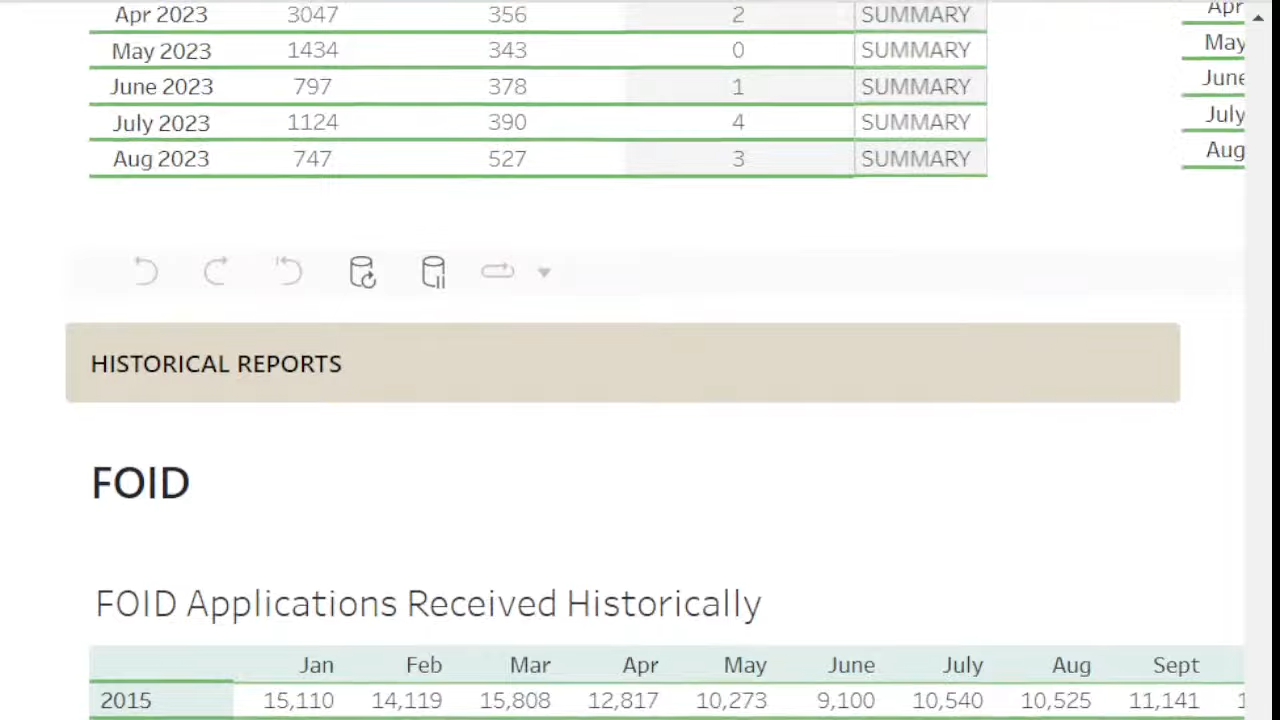 Apr 2023 3047 356 2 SUMMARY Apr
May 2023 1434 343 0 SUMMARY May
June 2023 797 378 1 SUMMARY June
July 2023 1124 390 4 SUMMARY July
Aug 2023 747 527 3 SUMMARY Aug
HISTORICAL REPORTS
FOID
FOID Applications Received Historically
Jan Feb Mar Apr May June July Aug Sept
2015 15,110 14,119 15,808 12,817 10,273 9,100 10,540 10,525 11,141